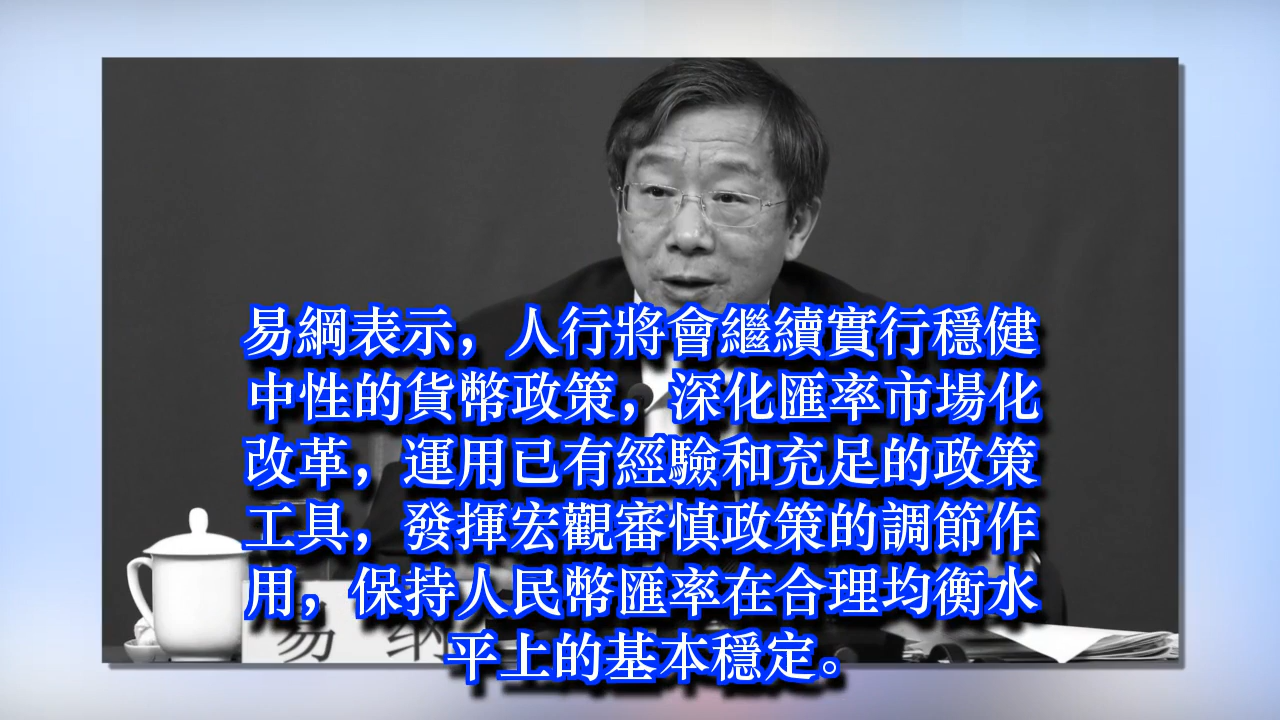 易綱表示，人行將會繼續實行穩健
中性的貨幣政策，深化匯率市場化
改革，運用已有經驗和充足的政策
工具，發揮宏觀審慎政策的調節作
用，保持人民幣匯率在合理均衡水
平上的基本穩定。
易 纲